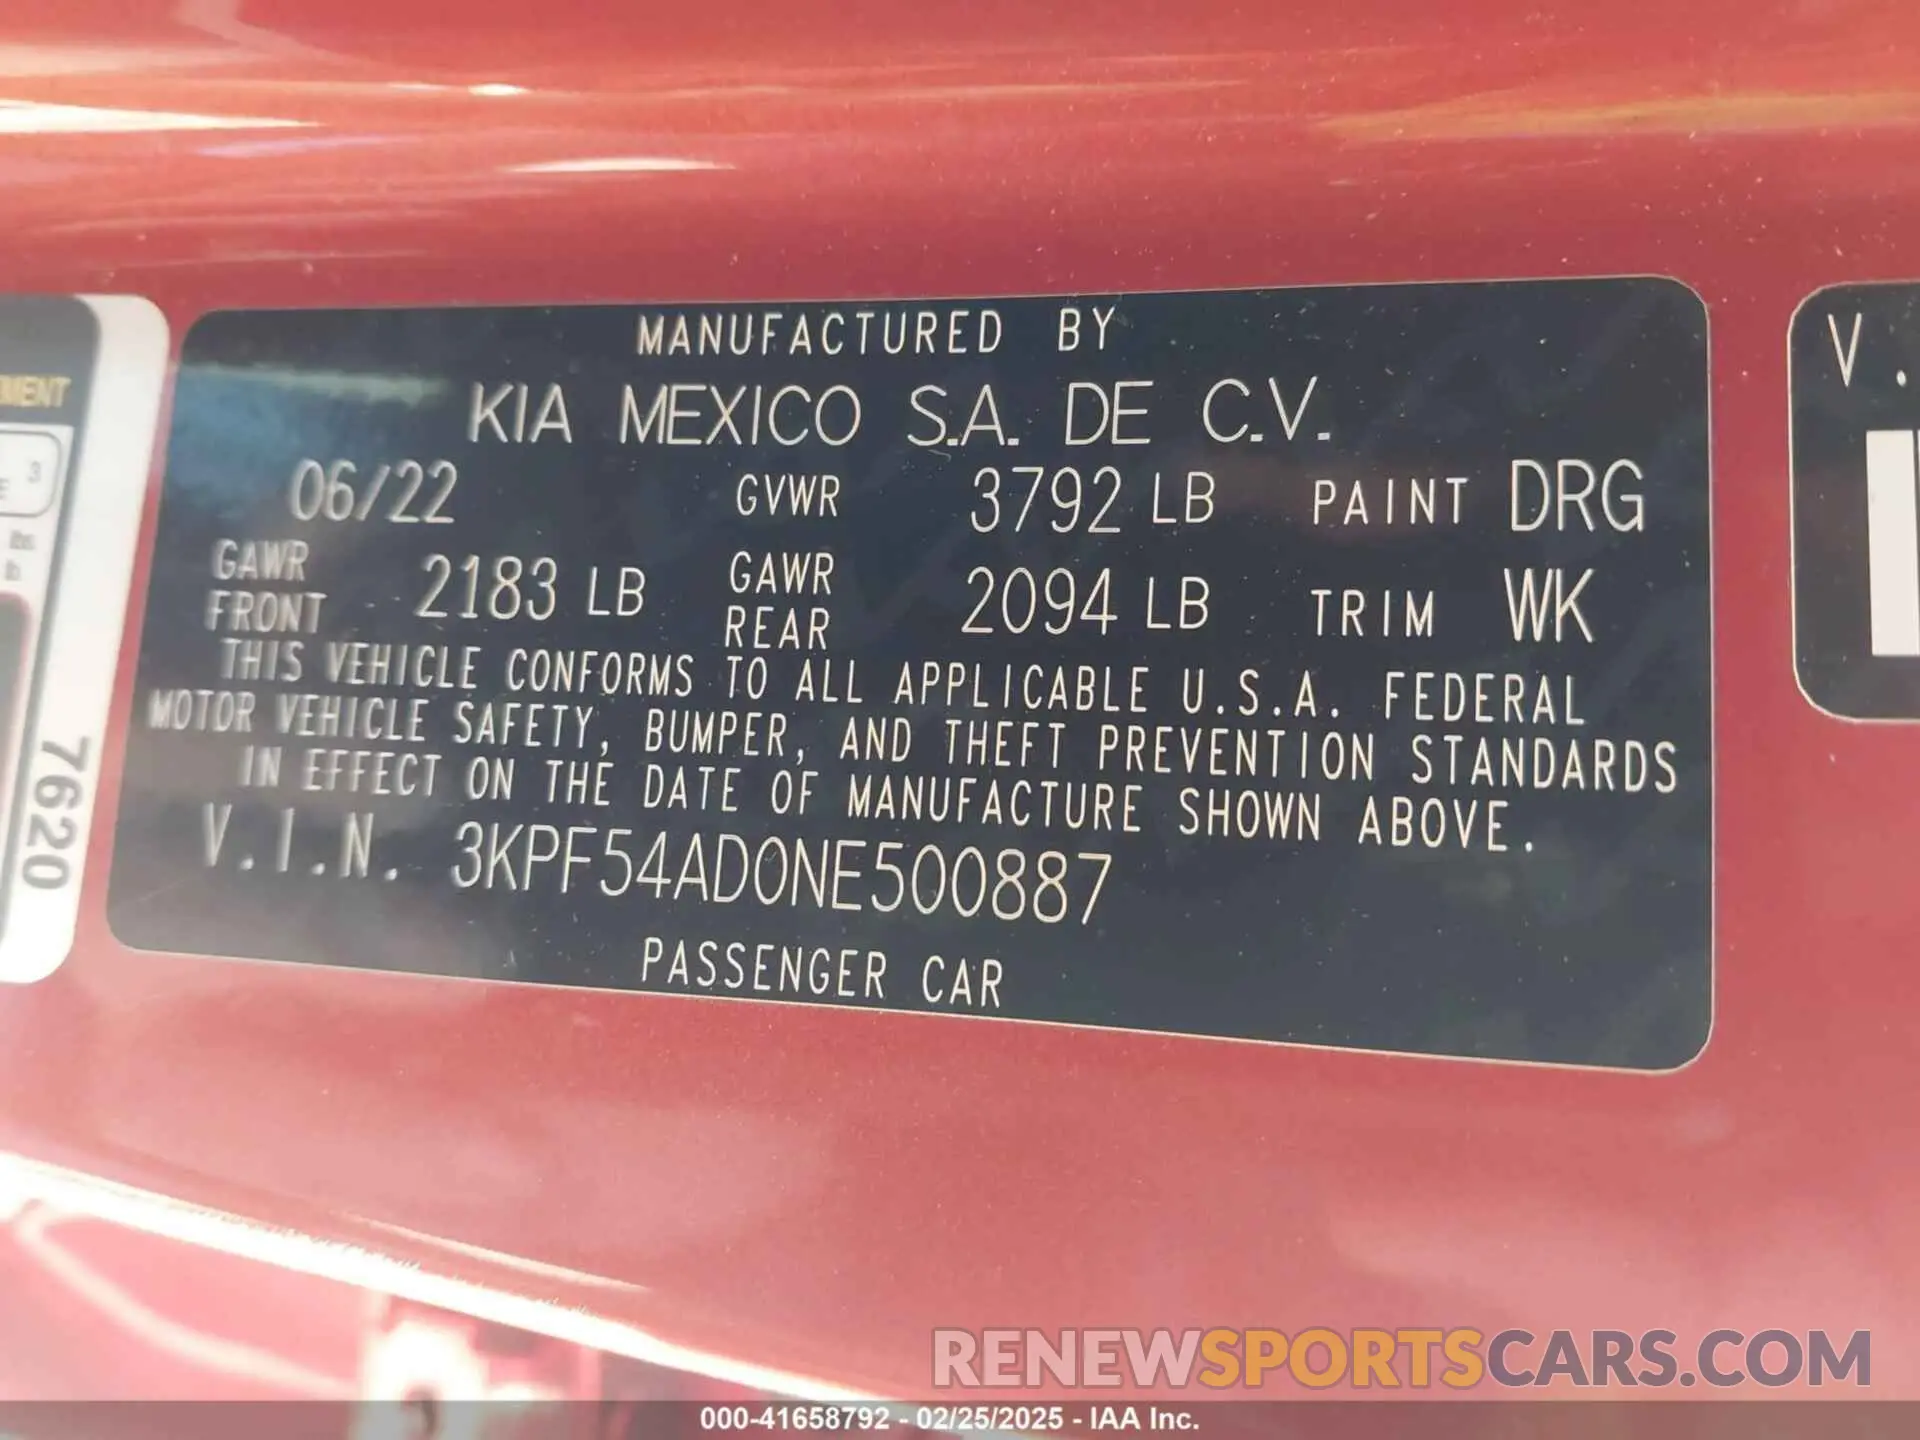 MANUFACTURED BY
KIA MEXICO S.A. DE C.V.
06/22 GVWR 3792 LB PAINT DRG
GAWR FRONT 2183 LB GAWR REAR 2094 LB TRIM WK
THIS VEHICLE CONFORMS TO ALL APPLICABLE U.S.A. FEDERAL
MOTOR VEHICLE SAFETY, BUMPER, AND THEFT PREVENTION STANDARDS
IN EFFECT ON THE DATE OF MANUFACTURE SHOWN ABOVE.
V.I.N. 3KPF54AD0NE500887
PASSENGER CAR
7620
3
V.
RENEWSPORTSCARS.COM
000-41658792 - 02/25/2025 - IAA Inc.